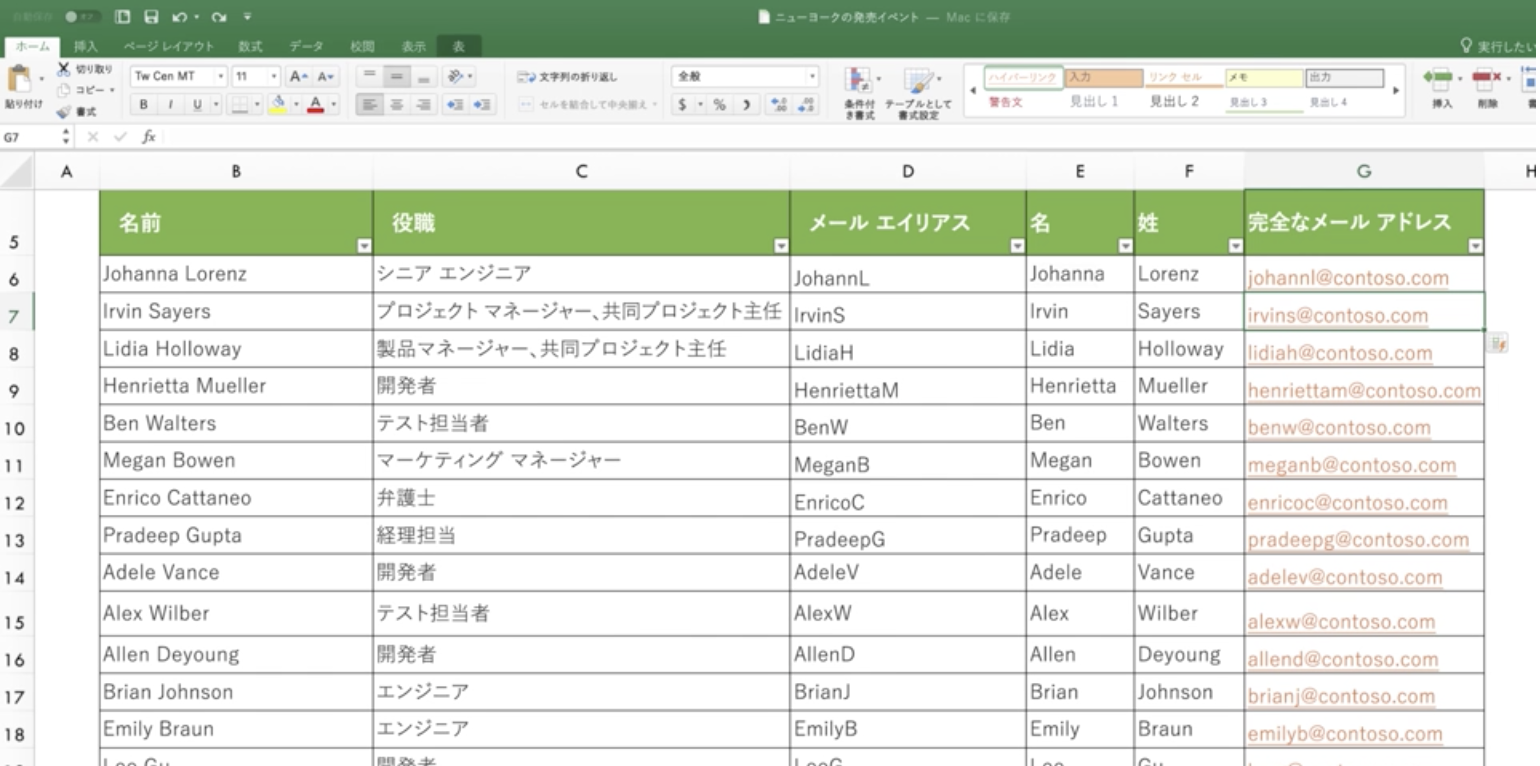 自動保存 オフ ニューヨークの発売イベント — Mac に保存
ホーム 挿入 ページ レイアウト 数式 データ 校閲 表示 表 実行したい
貼り付け 切り取り コピー 書式 Tw Cen MT 11 A A 文字列の折り返し 全般 条件付き書式 テーブルとして書式設定 ハイパーリンク 入力 リンク セル メモ 出力 挿入 削除
B I U A セルを結合して中央揃え $ % 警告文 見出し 1 見出し 2 見出し 3 見出し 4
G7 fx
A B C D E F G H
5 名前 役職 メール エイリアス 名 姓 完全なメール アドレス
6 Johanna Lorenz シニア エンジニア JohannL Johanna Lorenz johannl@contoso.com
7 Irvin Sayers プロジェクト マネージャー、共同プロジェクト主任 IrvinS Irvin Sayers irvins@contoso.com
8 Lidia Holloway 製品マネージャー、共同プロジェクト主任 LidiaH Lidia Holloway lidiah@contoso.com
9 Henrietta Mueller 開発者 HenriettaM Henrietta Mueller henriettam@contoso.com
10 Ben Walters テスト担当者 BenW Ben Walters benw@contoso.com
11 Megan Bowen マーケティング マネージャー MeganB Megan Bowen meganb@contoso.com
12 Enrico Cattaneo 弁護士 EnricoC Enrico Cattaneo enricoc@contoso.com
13 Pradeep Gupta 経理担当 PradeepG Pradeep Gupta pradeepg@contoso.com
14 Adele Vance 開発者 AdeleV Adele Vance adelev@contoso.com
15 Alex Wilber テスト担当者 AlexW Alex Wilber alexw@contoso.com
16 Allen Deyoung 開発者 AllenD Allen Deyoung allend@contoso.com
17 Brian Johnson エンジニア BrianJ Brian Johnson brianj@contoso.com
18 Emily Braun エンジニア EmilyB Emily Braun emilyb@contoso.com